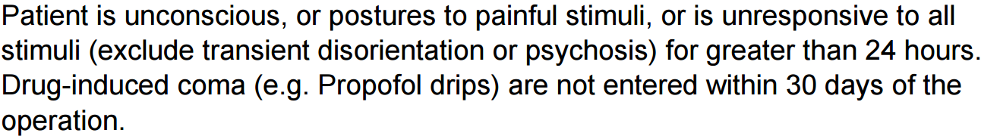 Patient is unconscious, or postures to painful stimuli, or is unresponsive to all
stimuli (exclude transient disorientation or psychosis) for greater than 24 hours.
Drug-induced coma (e.g. Propofol drips) are not entered within 30 days of the
operation.